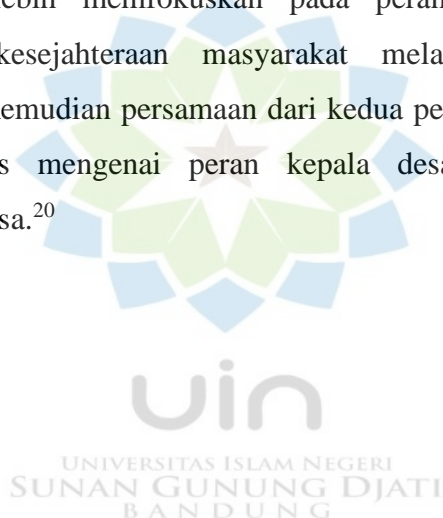 lebih memfokuskan pada peran
kesejahteraan masyarakat mela
emudian persamaan dari kedua pe
s mengenai peran kepala desa
sa.20
uin
UNIVERSITAS ISLAM NEGERI
SUNAN GUNUNG DJATI
BANDUNG